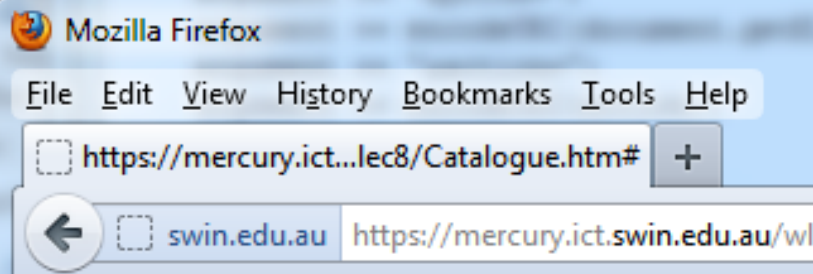 Mozilla Firefox
File Edit View History Bookmarks Tools Help
https://mercury.ict...lec8/Catalogue.htm# +
swin.edu.au https://mercury.ict.swin.edu.au/wl